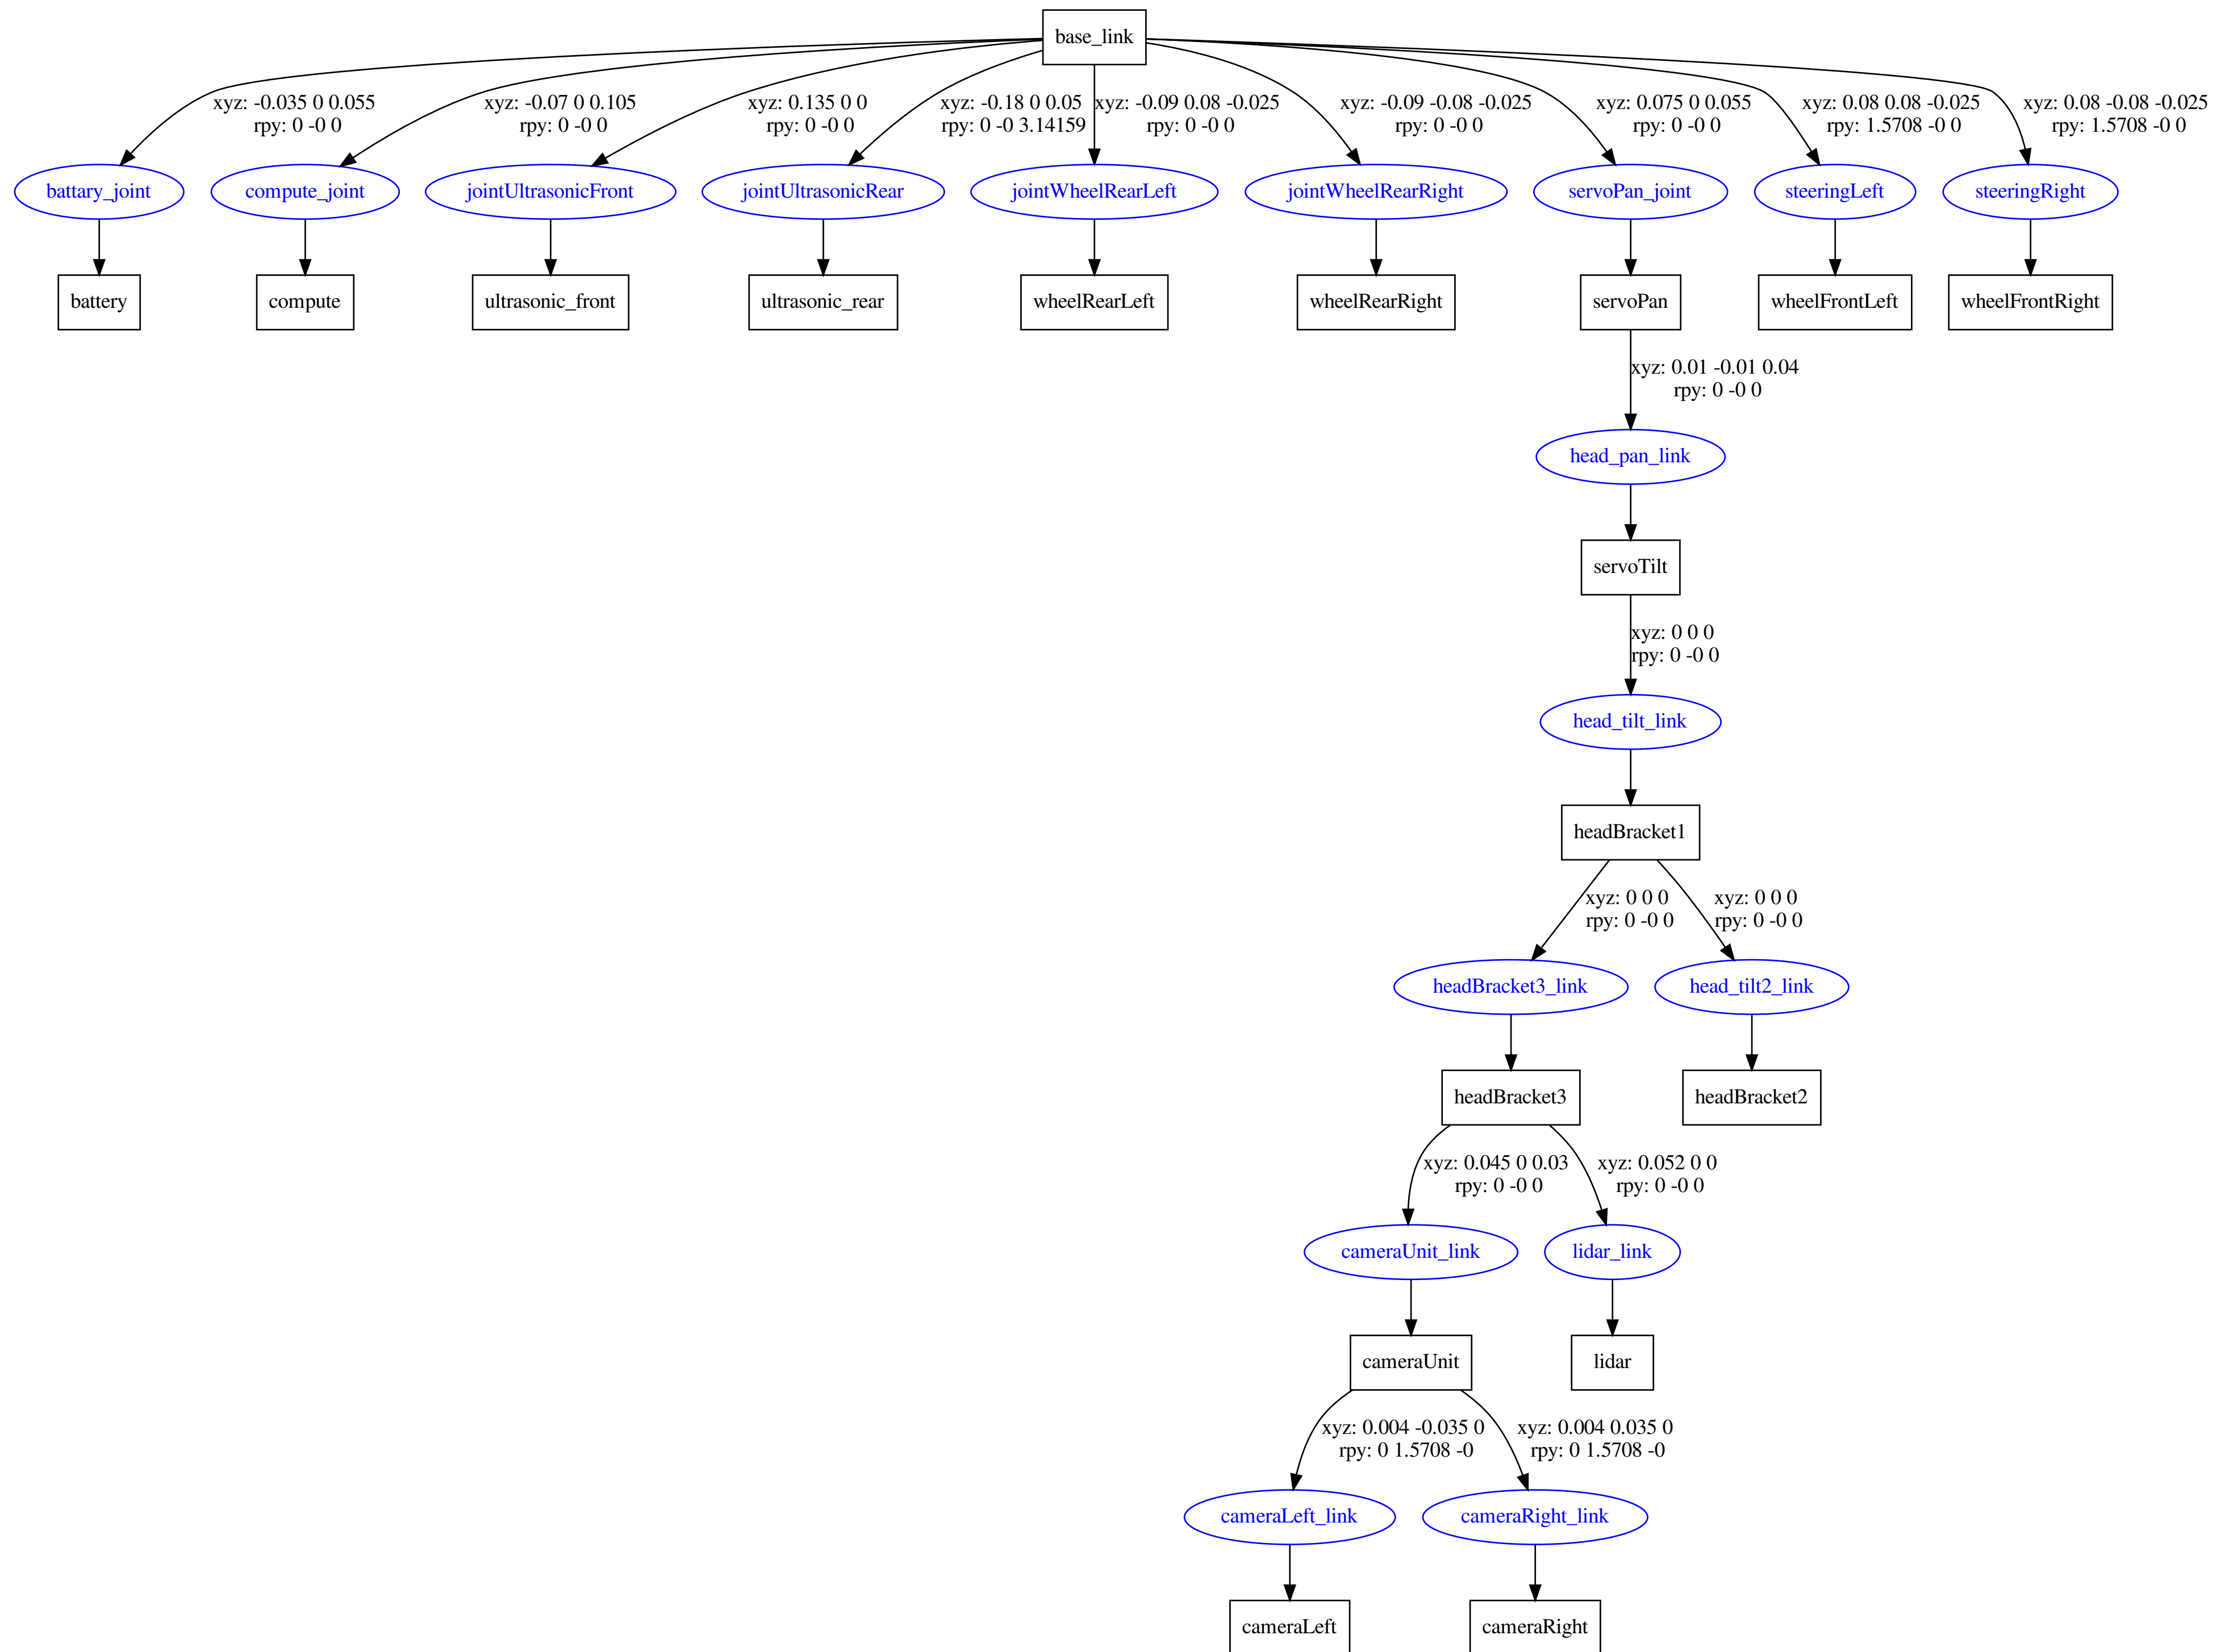 base_link
xyz: -0.035 0 0.055
rpy: 0 -0 0
xyz: -0.07 0 0.105
rpy: 0 -0 0
xyz: 0.135 0 0
rpy: 0 -0 0
xyz: -0.18 0 0.05
rpy: 0 -0 3.14159
xyz: -0.09 0.08 -0.025
rpy: 0 -0 0
xyz: -0.09 -0.08 -0.025
rpy: 0 -0 0
xyz: 0.075 0 0.055
rpy: 0 -0 0
xyz: 0.08 0.08 -0.025
rpy: 1.5708 -0 0
xyz: 0.08 -0.08 -0.025
rpy: 1.5708 -0 0
battary_joint
compute_joint
jointUltrasonicFront
jointUltrasonicRear
jointWheelRearLeft
jointWheelRearRight
servoPan_joint
steeringLeft
steeringRight
battery
compute
ultrasonic_front
ultrasonic_rear
wheelRearLeft
wheelRearRight
servoPan
wheelFrontLeft
wheelFrontRight
xyz: 0.01 -0.01 0.04
rpy: 0 -0 0
head_pan_link
servoTilt
xyz: 0 0 0
rpy: 0 -0 0
head_tilt_link
headBracket1
xyz: 0 0 0
rpy: 0 -0 0
xyz: 0 0 0
rpy: 0 -0 0
headBracket3_link
head_tilt2_link
headBracket3
headBracket2
xyz: 0.045 0 0.03
rpy: 0 -0 0
xyz: 0.052 0 0
rpy: 0 -0 0
cameraUnit_link
lidar_link
cameraUnit
lidar
xyz: 0.004 -0.035 0
rpy: 0 1.5708 -0
xyz: 0.004 0.035 0
rpy: 0 1.5708 -0
cameraLeft_link
cameraRight_link
cameraLeft
cameraRight